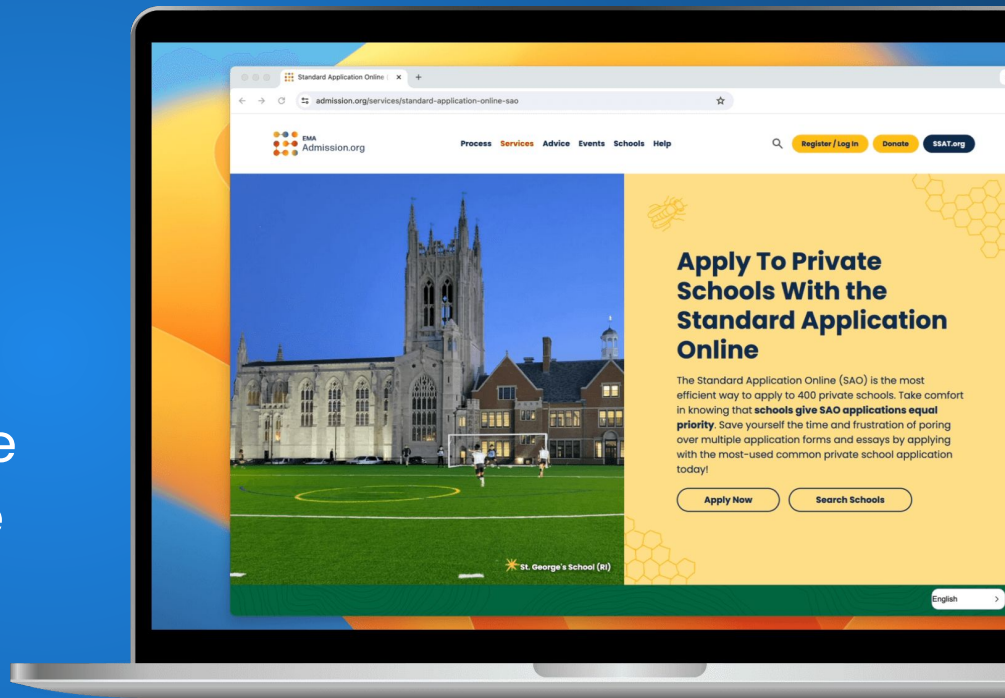 Standard Application Online
admission.org/services/standard-application-online-sao
EMA
Admission.org
Process Services Advice Events Schools Help
Register / Log In
Donate
SSAT.org
Apply To Private
Schools With the
Standard Application
Online
The Standard Application Online (SAO) is the most
efficient way to apply to 400 private schools. Take comfort
in knowing that schools give SAO applications equal
priority. Save yourself the time and frustration of poring
over multiple application forms and essays by applying
with the most-used common private school application
today!
Apply Now
Search Schools
St. George's School (RI)
English